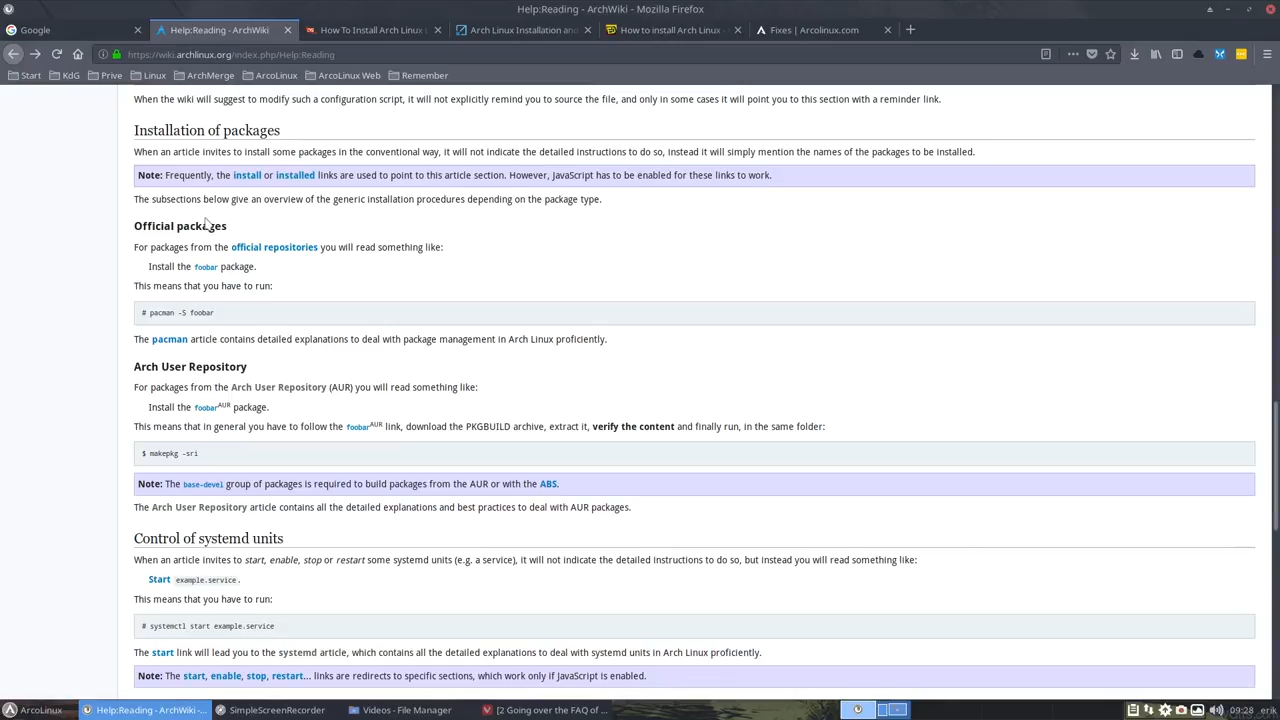 Help:Reading - ArchWiki - Mozilla Firefox
Google
Help:Reading - ArchWiki
How To Install Arch Linux
Arch Linux Installation and
How to install Arch Linux -
Fixes | Arcolinux.com
https://wiki.archlinux.org/index.php/Help:Reading
Start KdG Prive Linux ArchMerge ArcoLinux ArcoLinux Web Remember
When the wiki will suggest to modify such a configuration script, it will not explicitly remind you to source the file, and only in some cases it will point you to this section with a reminder link.
Installation of packages
When an article invites to install some packages in the conventional way, it will not indicate the detailed instructions to do so, instead it will simply mention the names of the packages to be installed.
Note: Frequently, the install or installed links are used to point to this article section. However, JavaScript has to be enabled for these links to work.
The subsections below give an overview of the generic installation procedures depending on the package type.
Official packages
For packages from the official repositories you will read something like:
Install the foobar package.
This means that you have to run:
# pacman -S foobar
The pacman article contains detailed explanations to deal with package management in Arch Linux proficiently.
Arch User Repository
For packages from the Arch User Repository (AUR) you will read something like:
Install the foobarAUR package.
This means that in general you have to follow the foobarAUR link, download the PKGBUILD archive, extract it, verify the content and finally run, in the same folder:
$ makepkg -sri
Note: The base-devel group of packages is required to build packages from the AUR or with the ABS.
The Arch User Repository article contains all the detailed explanations and best practices to deal with AUR packages.
Control of systemd units
When an article invites to start, enable, stop or restart some systemd units (e.g. a service), it will not indicate the detailed instructions to do so, but instead you will read something like:
Start example.service.
This means that you have to run:
# systemctl start example.service
The start link will lead you to the systemd article, which contains all the detailed explanations to deal with systemd units in Arch Linux proficiently.
Note: The start, enable, stop, restart... links are redirects to specific sections, which work only if JavaScript is enabled.
ArcoLinux
Help:Reading - ArchWiki -...
SimpleScreenRecorder
Videos - File Manager
[2 Going over the FAQ of ...
09:28 erik